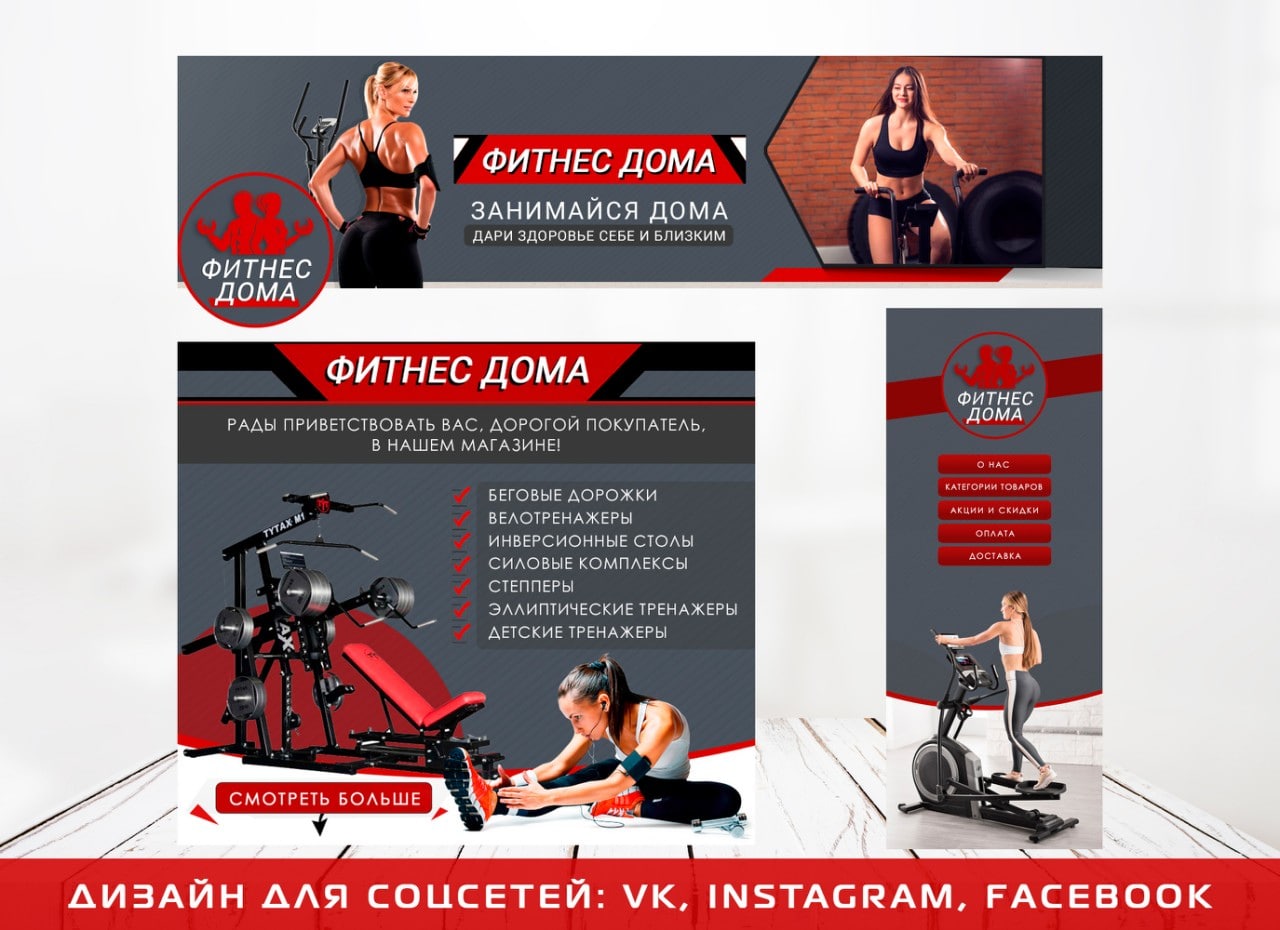 ФИТНЕС ДОМА
ЗАНИМАЙСЯ ДОМА
ДАРИ ЗДОРОВЬЕ СЕБЕ И БЛИЗКИМ
ФИТНЕС
ДОМА
ФИТНЕС ДОМА
РАДЫ ПРИВЕТСТВОВАТЬ ВАС, ДОРОГОЙ ПОКУПАТЕЛЬ,
В НАШЕМ МАГАЗИНЕ!
TYTAX M1
БЕГОВЫЕ ДОРОЖКИ
ВЕЛОТРЕНАЖЕРЫ
ИНВЕРСИОННЫЕ СТОЛЫ
СИЛОВЫЕ КОМПЛЕКСЫ
СТЕППЕРЫ
ЭЛЛИПТИЧЕСКИЕ ТРЕНАЖЕРЫ
ДЕТСКИЕ ТРЕНАЖЕРЫ
СМОТРЕТЬ БОЛЬШЕ
ФИТНЕС
ДОМА
О НАС
КАТЕГОРИИ ТОВАРОВ
АКЦИИ И СКИДКИ
ОПЛАТА
ДОСТАВКА
ДИЗАЙН ДЛЯ СОЦСЕТЕЙ: VK, INSTAGRAM, FACEBOOK